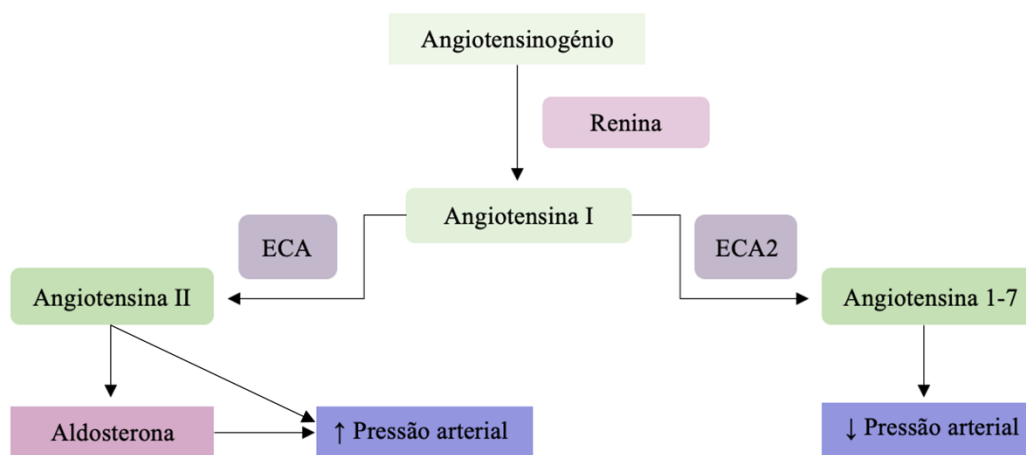 Angiotensinogénio
Renina
Angiotensina I
ECA
ECA2
Angiotensina II
Angiotensina 1-7
Aldosterona
↑ Pressão arterial
↓ Pressão arterial